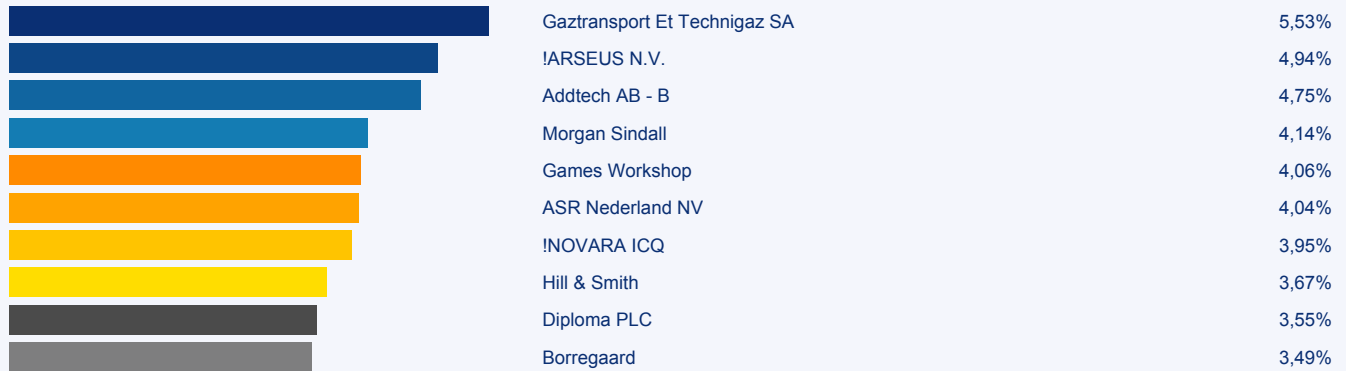 Gaztransport Et Technigaz SA 5,53%
!ARSEUS N.V. 4,94%
Addtech AB - B 4,75%
Morgan Sindall 4,14%
Games Workshop 4,06%
ASR Nederland NV 4,04%
!NOVARA ICQ 3,95%
Hill & Smith 3,67%
Diploma PLC 3,55%
Borregaard 3,49%